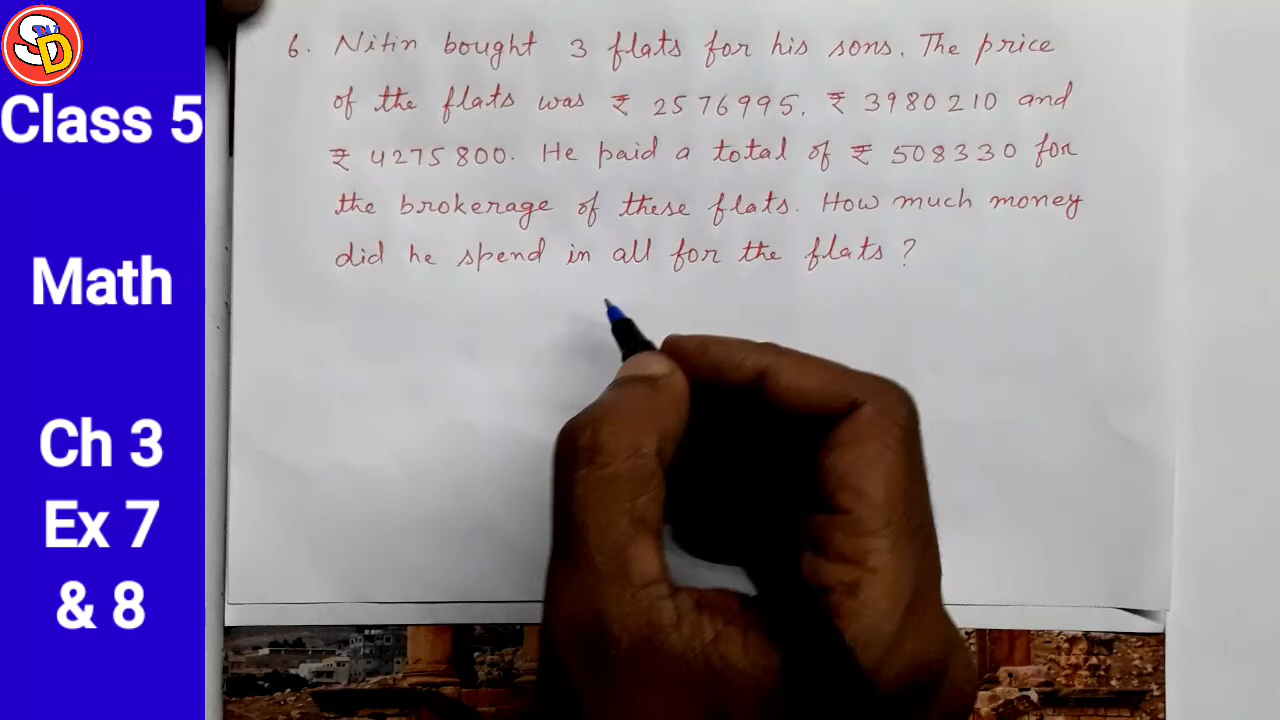 SD
Class 5
Math
Ch 3
Ex 7
& 8
6. Nitin bought 3 flats for his sons. The price
of the flats was ₹ 2576995, ₹ 3980210 and
₹ 4275800. He paid a total of ₹ 508330 for
the brokerage of these flats. How much money
did he spend in all for the flats ?